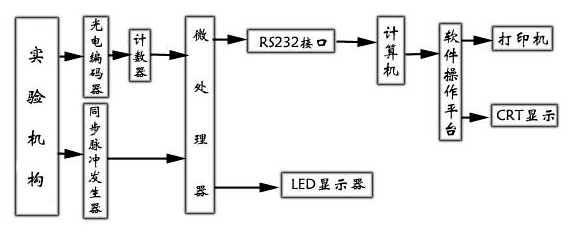 实验机构
光电编码器
计数器
同步脉冲发生器
微处理器
RS232接口
LED显示器
计算机
软件操作平台
打印机
CRT显示